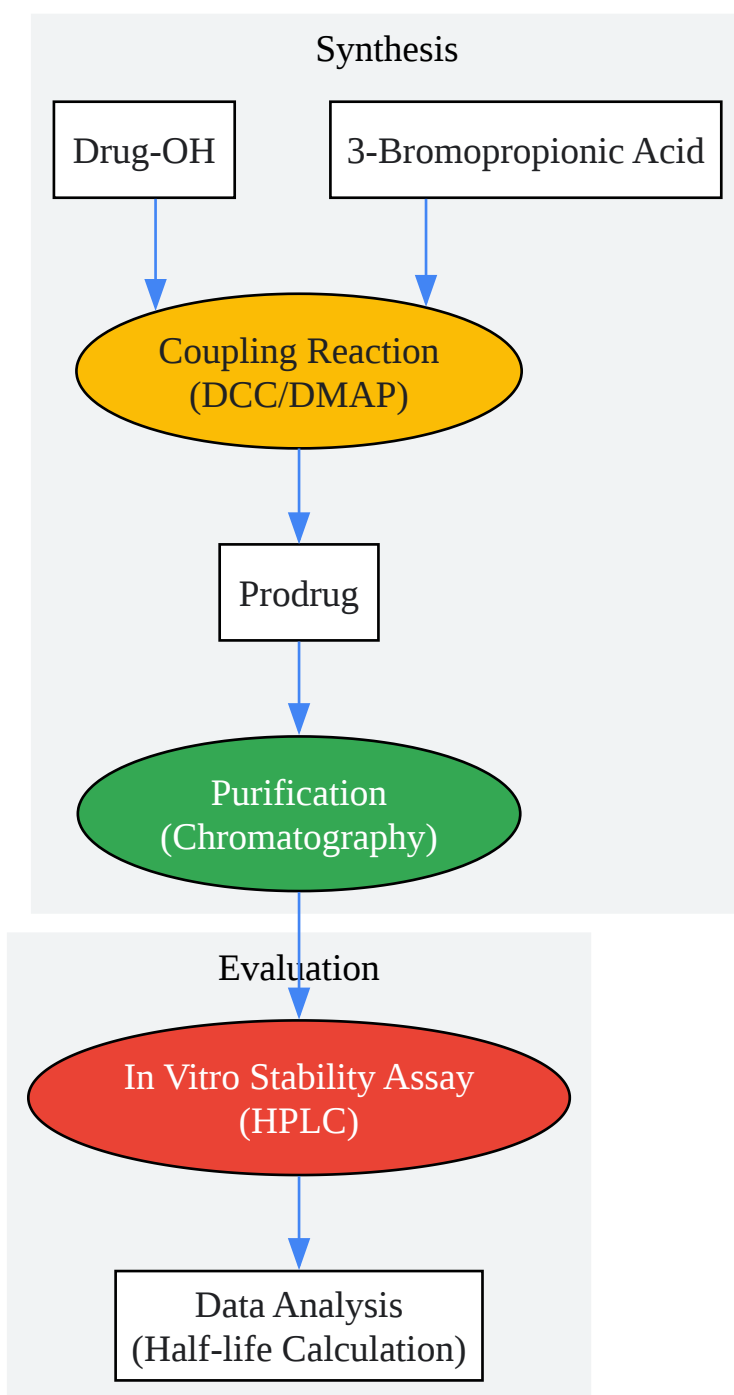 Synthesis
Drug-OH
3-Bromopropionic Acid
Coupling Reaction
(DCC/DMAP)
Prodrug
Purification
(Chromatography)
Evaluation
In Vitro Stability Assay
(HPLC)
Data Analysis
(Half-life Calculation)